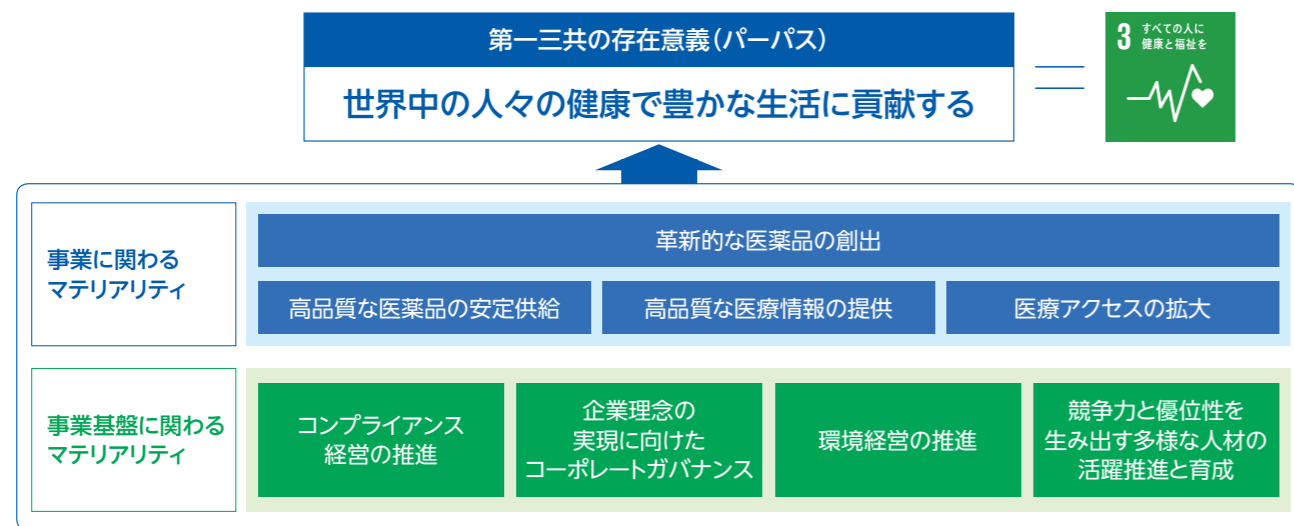 第一三共の存在意義(パーパス)
世界中の人々の健康で豊かな生活に貢献する
3 すべての人に
健康と福祉を
事業に関わる
マテリアリティ
革新的な医薬品の創出
高品質な医薬品の安定供給
高品質な医療情報の提供
医療アクセスの拡大
事業基盤に関わる
マテリアリティ
コンプライアンス
経営の推進
企業理念の
実現に向けた
コーポレートガバナンス
環境経営の推進
競争力と優位性を
生み出す多様な人材の
活躍推進と育成